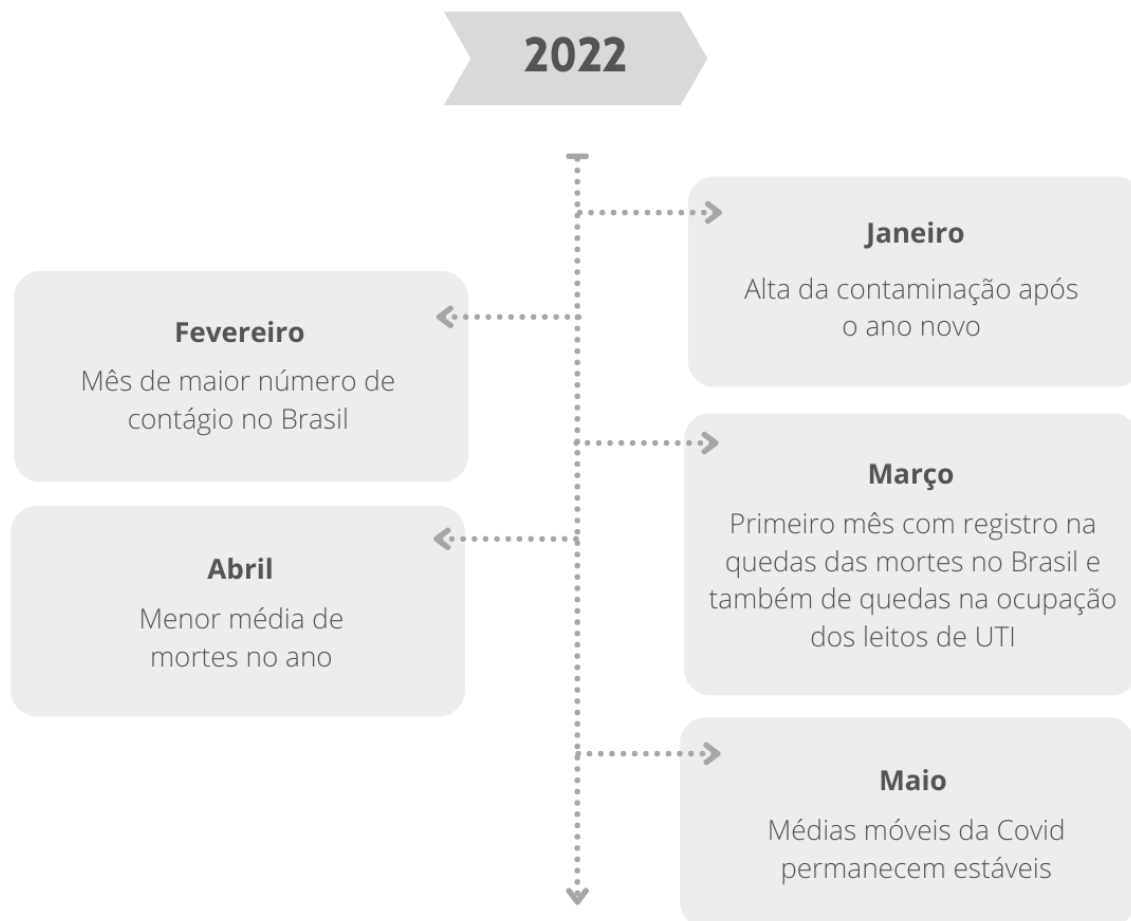 2022
Janeiro
Alta da contaminação após
o ano novo
Fevereiro
Mês de maior número de
contágio no Brasil
Março
Primeiro mês com registro na
quedas das mortes no Brasil e
também de quedas na ocupação
dos leitos de UTI
Abril
Menor média de
mortes no ano
Maio
Médias móveis da Covid
permanecem estáveis